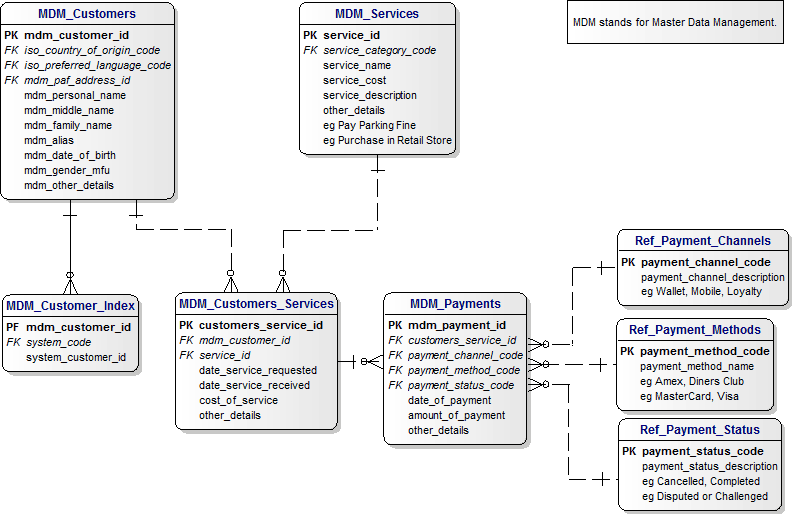 MDM_Customers
PK mdm_customer_id
FK iso_country_of_origin_code
FK iso_preferred_language_code
FK mdm_paf_address_id
mdm_personal_name
mdm_middle_name
mdm_family_name
mdm_alias
mdm_date_of_birth
mdm_gender_mfu
mdm_other_details
MDM_Services
PK service_id
FK service_category_code
service_name
service_cost
service_description
other_details
eg Pay Parking Fine
eg Purchase in Retail Store
MDM stands for Master Data Management.
MDM_Customer_Index
PF mdm_customer_id
FK system_code
system_customer_id
MDM_Customers_Services
PK customers_service_id
FK mdm_customer_id
FK service_id
date_service_requested
date_service_received
cost_of_service
other_details
MDM_Payments
PK mdm_payment_id
FK customers_service_id
FK payment_channel_code
FK payment_method_code
FK payment_status_code
date_of_payment
amount_of_payment
other_details
Ref_Payment_Channels
PK payment_channel_code
payment_channel_description
eg Wallet, Mobile, Loyalty
Ref_Payment_Methods
PK payment_method_code
payment_method_name
eg Amex, Diners Club
eg MasterCard, Visa
Ref_Payment_Status
PK payment_status_code
payment_status_description
eg Cancelled, Completed
eg Disputed or Challenged